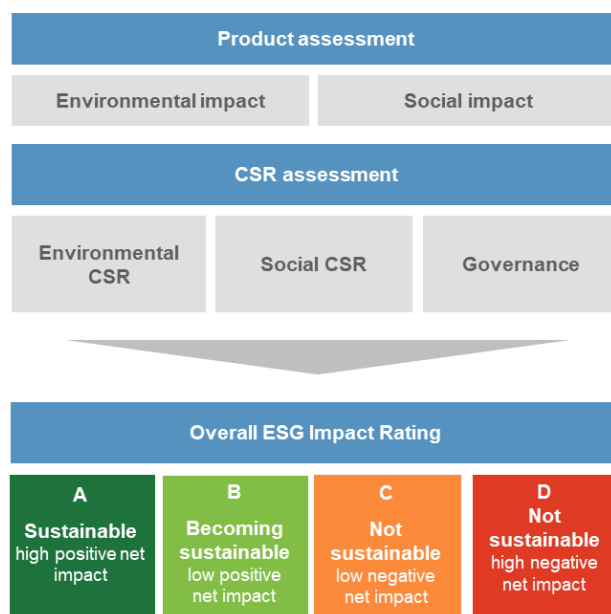 Product assessment
Environmental impact
Social impact
CSR assessment
Environmental
CSR
Social CSR
Governance
Overall ESG Impact Rating
A
Sustainable
high positive net
impact
B
Becoming
sustainable
low positive
net impact
C
Not
sustainable
low negative
net impact
D
Not
sustainable
high negative
net impact